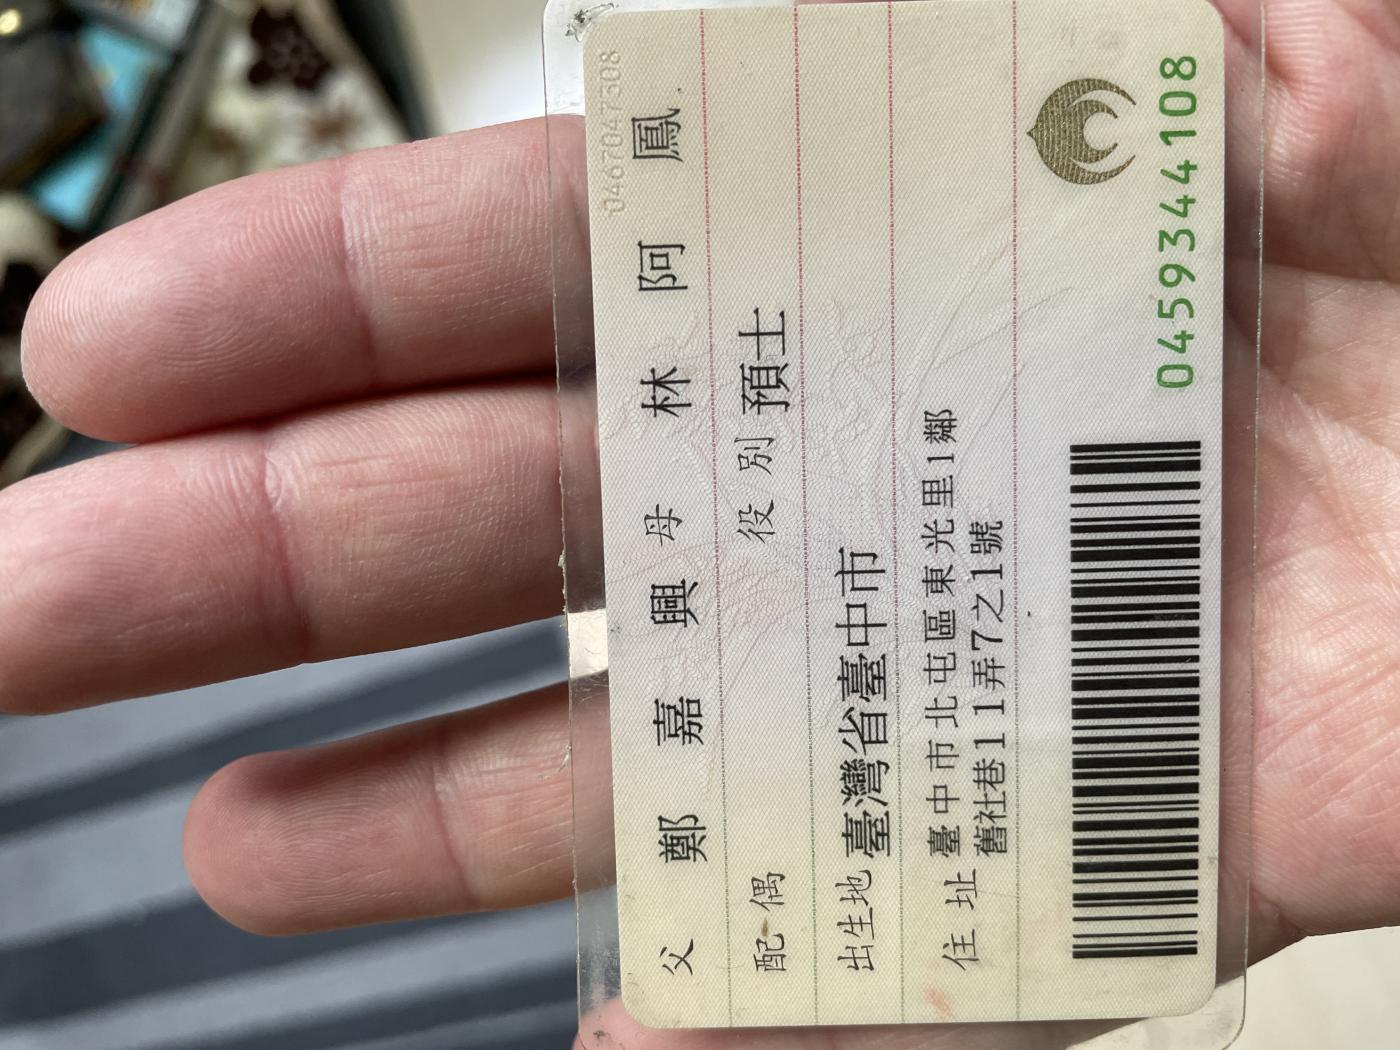 0467047308
父 鄭嘉興 母 林阿鳳
配偶 役別 預士
出生地 臺灣省臺中市
住址 臺中市北屯區東光里1鄰
舊社巷11弄7之1號
0459344108